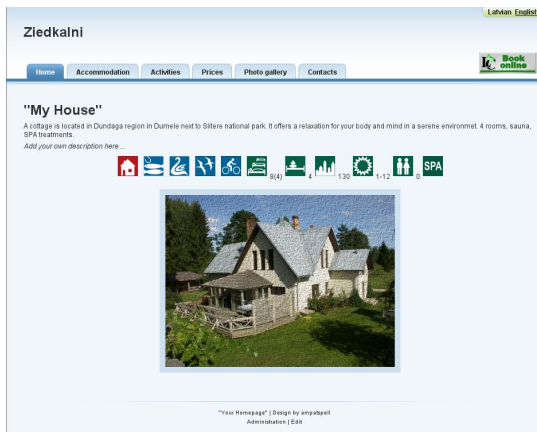 Latvian English
Ziedkalni
Book online
Home Accommodation Activities Prices Photo gallery Contacts
"My House"
A cottage is located in Dundaga region in Dumele next to Slitere national park. It offers a relaxation for your body and mind in a serene environmet. 4 rooms, sauna,
SPA treatments.
Add your own description here ...
8(4) 4 130 1-12 0 SPA
"Your Homepage" | Design by ampatspell
Administration | Edit